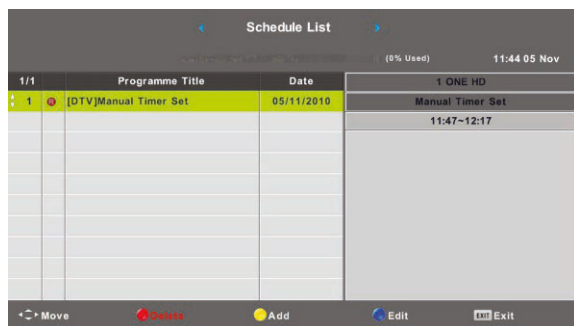 Schedule List
(0% Used) 11:44 05 Nov
1/1 Programme Title Date 1 ONE HD
1 R [DTV]Manual Timer Set 05/11/2010 Manual Timer Set
11:47~12:17
Move Delete Add Edit EXIT Exit